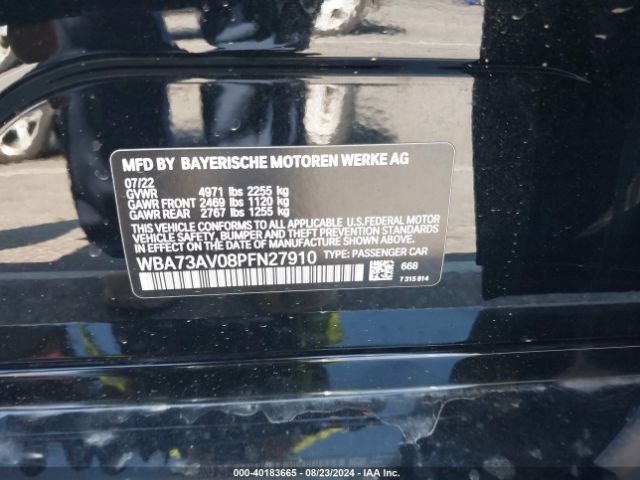 MFD BY BAYERISCHE MOTOREN WERKE AG
07/22
GVWR 4971 lbs 2255 kg
GAWR FRONT 2469 lbs 1120 kg
GAWR REAR 2767 lbs 1255 kg
THIS VEHICLE CONFORMS TO ALL APPLICABLE U.S.FEDERAL MOTOR
VEHICLE SAFETY, BUMPER AND THEFT PREVENTION STANDARDS
IN EFFECT ON THE DATE OF MANUFACTURE SHOWN ABOVE.
WBA73AV08PFN27910 TYPE: PASSENGER CAR
668
7 315 814
000-40183665 - 08/23/2024 - IAA Inc.